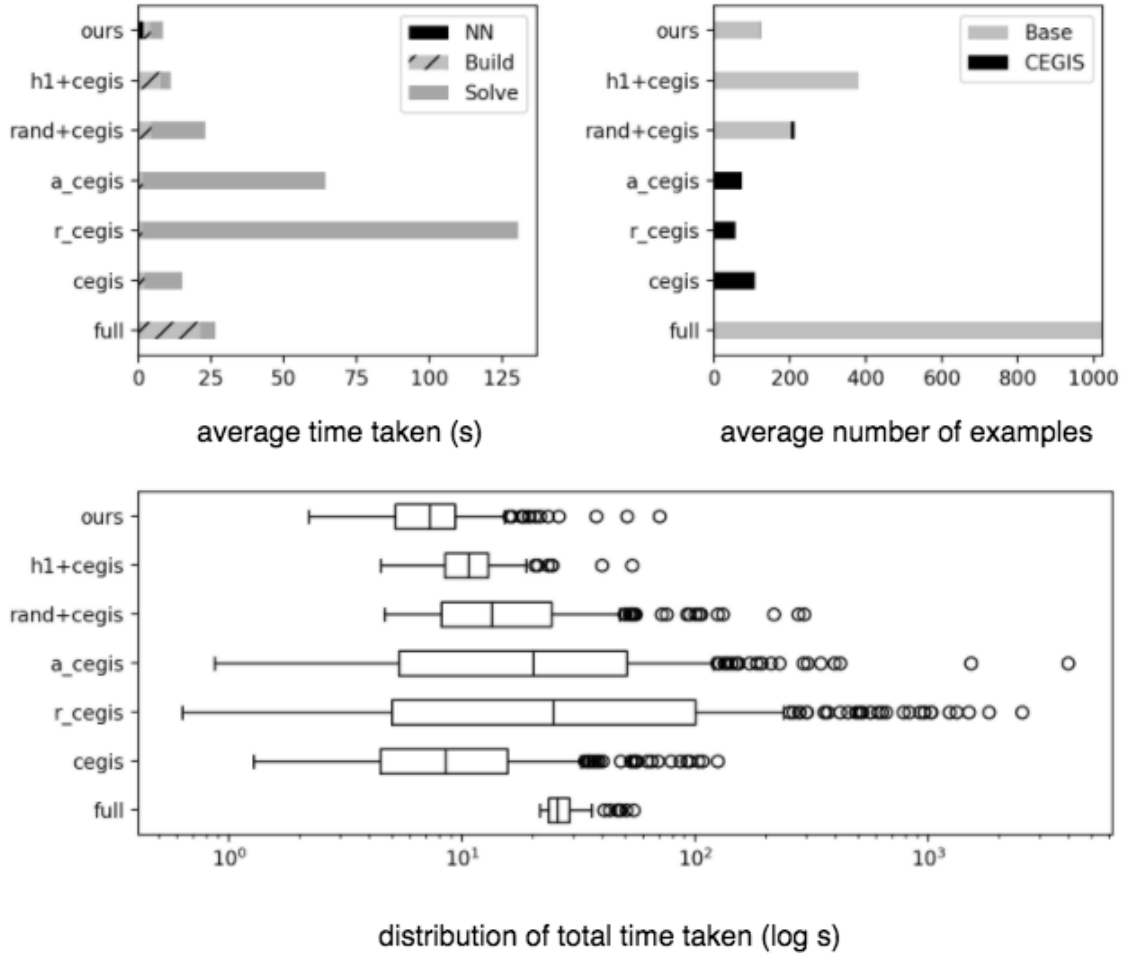 ours
h1+cegis
rand+cegis
a_cegis
r_cegis
cegis
full
NN
Build
Solve
0 25 50 75 100 125
average time taken (s)
ours
h1+cegis
rand+cegis
a_cegis
r_cegis
cegis
full
Base
CEGIS
0 200 400 600 800 1000
average number of examples
ours
h1+cegis
rand+cegis
a_cegis
r_cegis
cegis
full
10⁰ 10¹ 10² 10³
distribution of total time taken (log s)